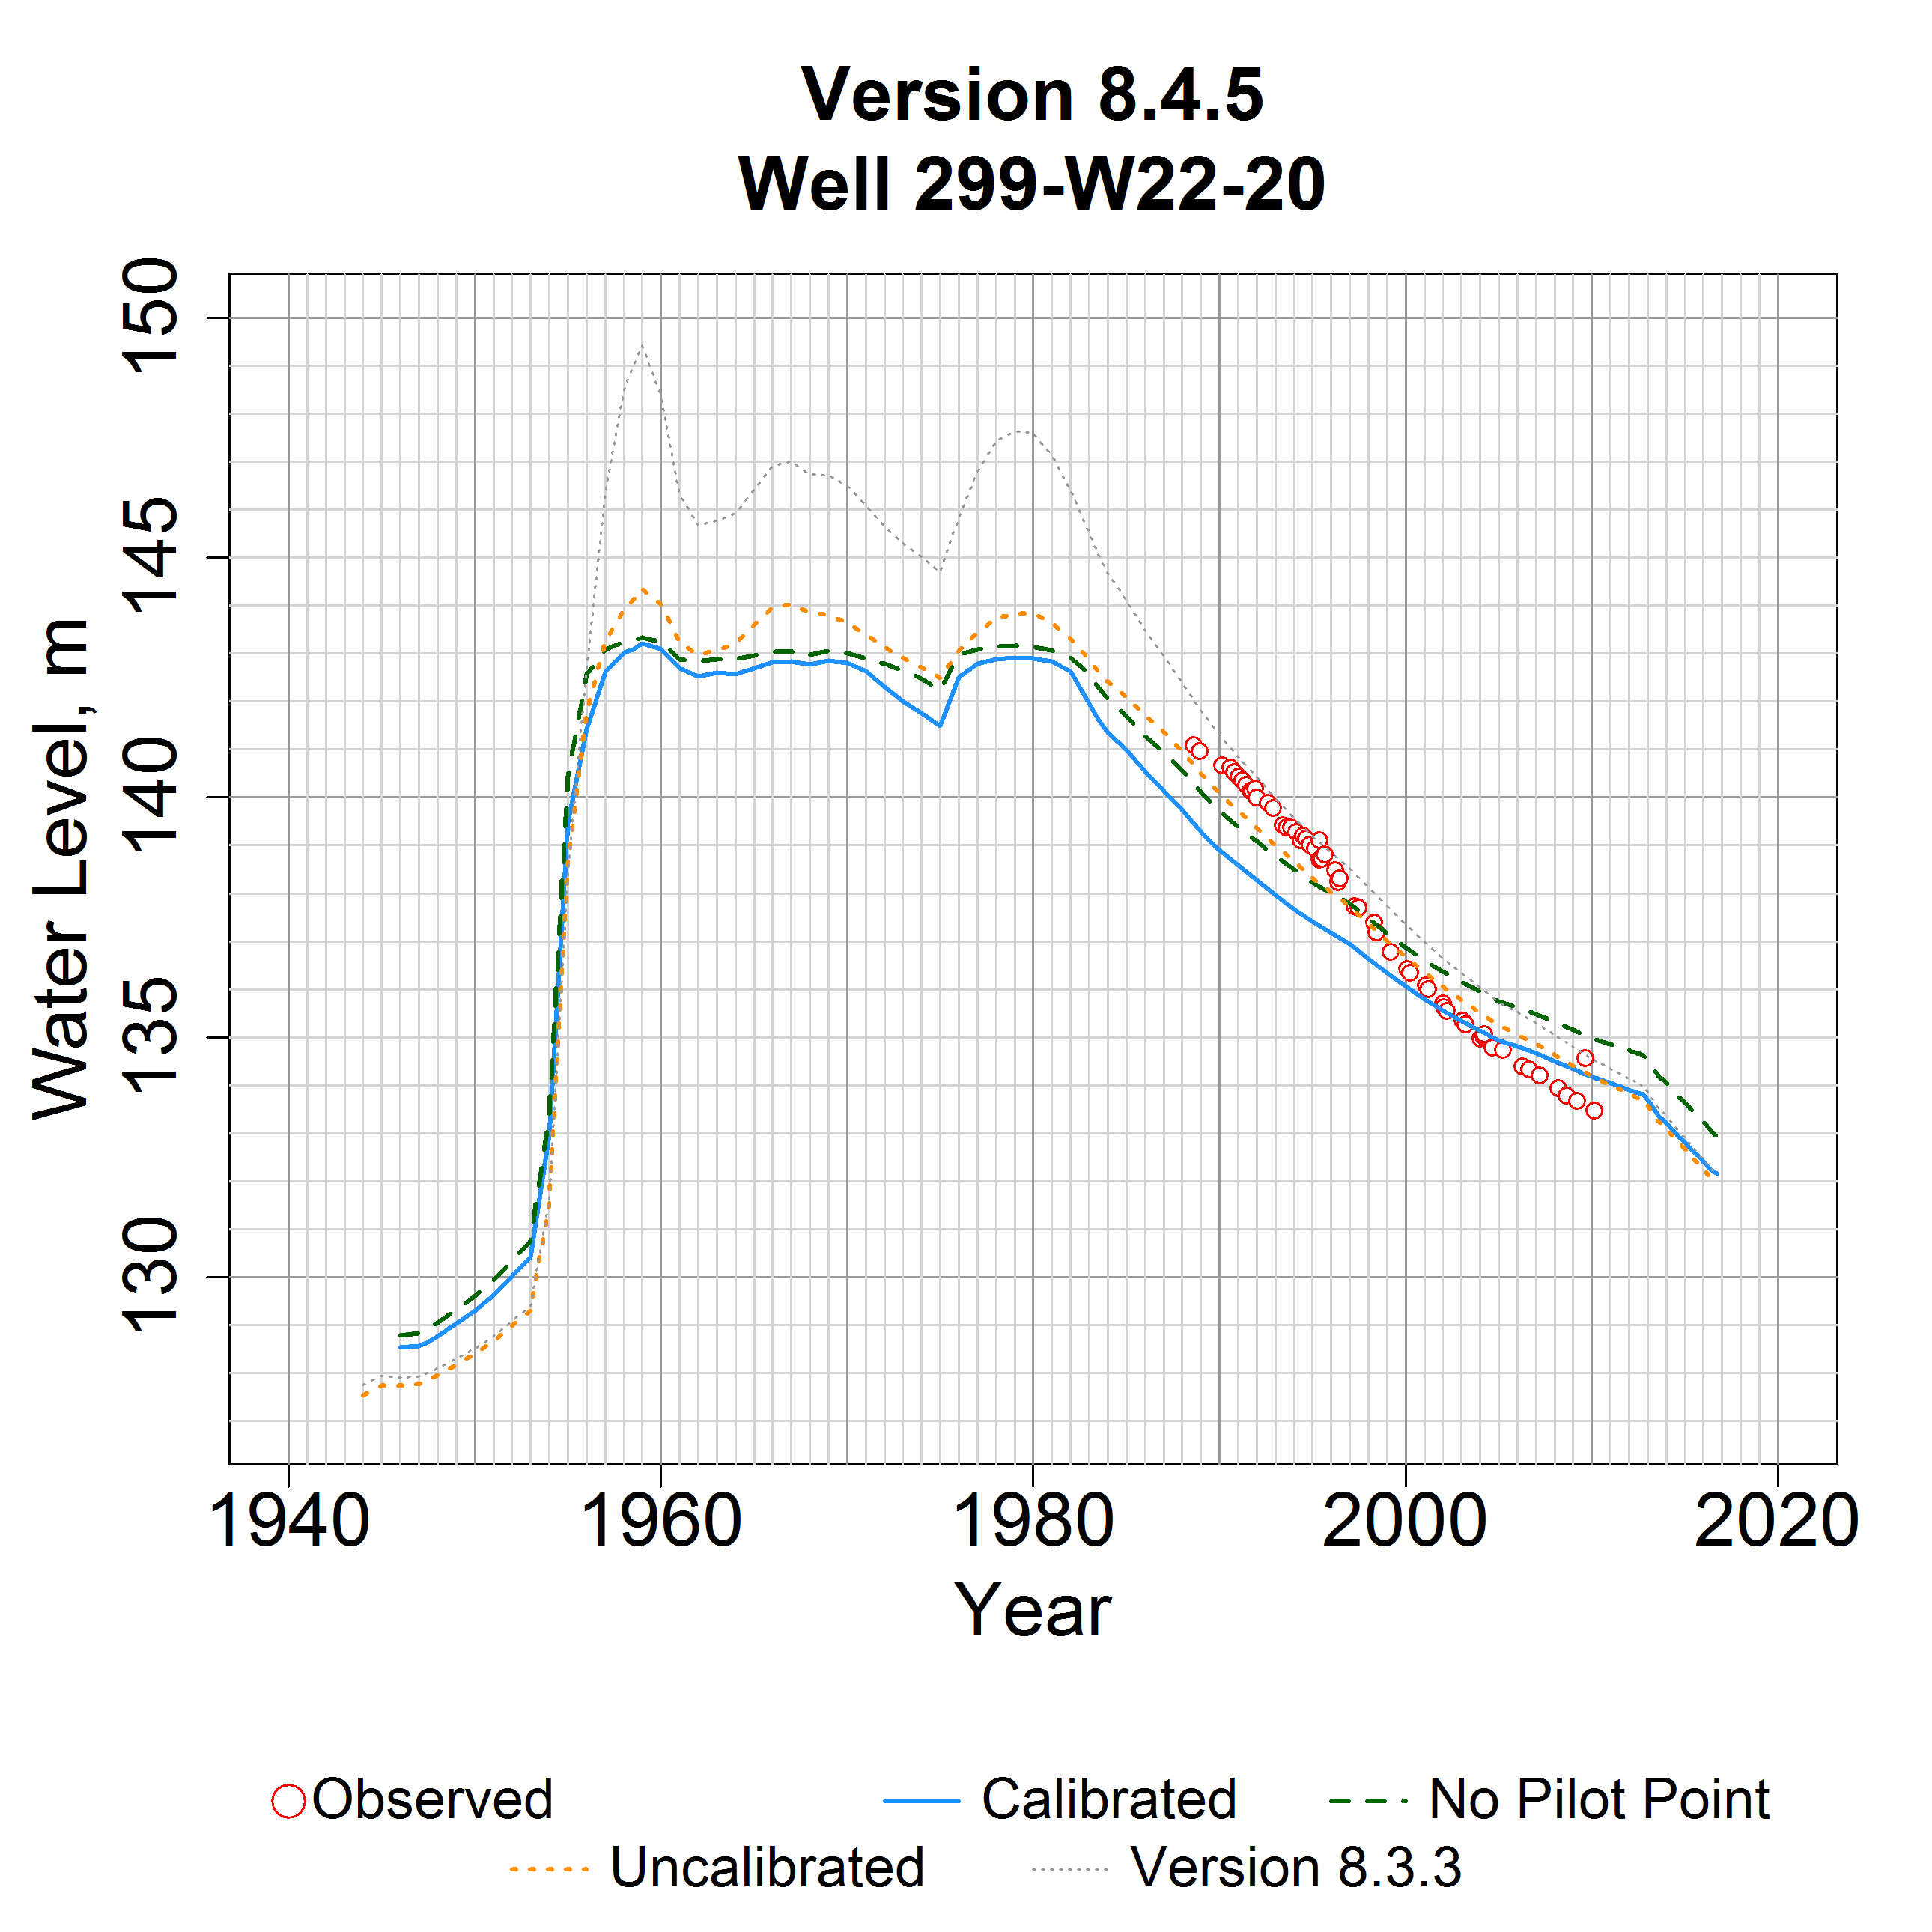 Version 8.4.5
Well 299-W22-20
Water Level, m
150
145
140
135
130
1940 1960 1980 2000 2020
Year
Observed Calibrated No Pilot Point
Uncalibrated Version 8.3.3